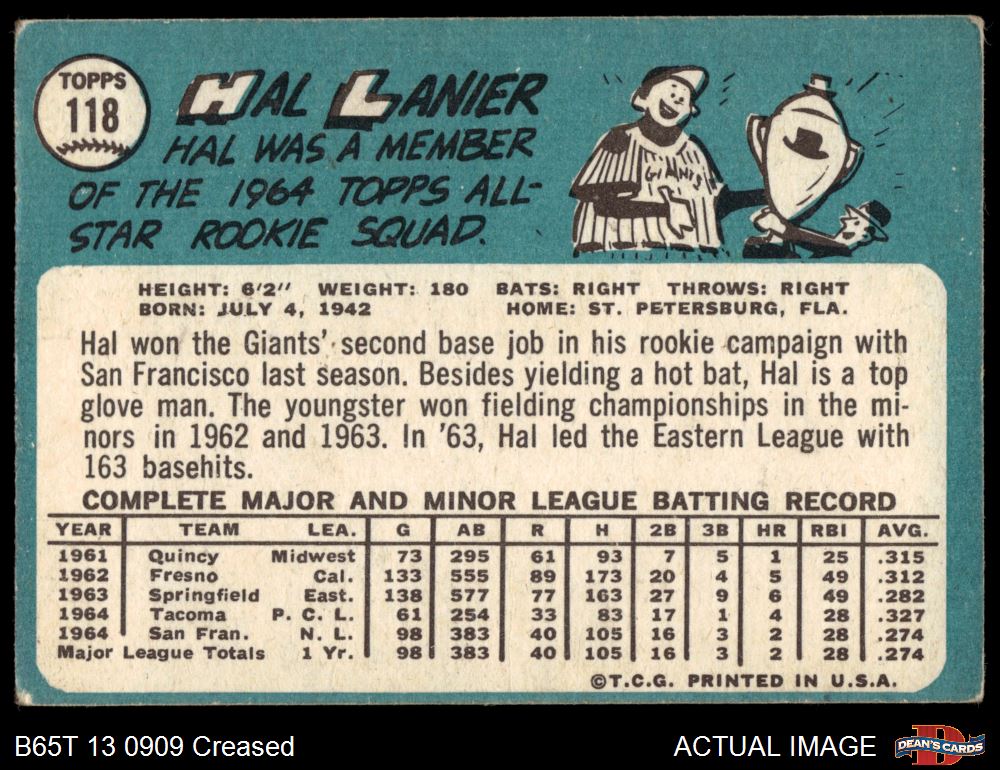 TOPPS
118
HAL LANIER
HAL WAS A MEMBER
OF THE 1964 TOPPS ALL-
STAR ROOKIE SQUAD.
GIANTS
HEIGHT: 6'2" WEIGHT: 180 BATS: RIGHT THROWS: RIGHT
BORN: JULY 4, 1942 HOME: ST. PETERSBURG, FLA.
Hal won the Giants' second base job in his rookie campaign with
San Francisco last season. Besides yielding a hot bat, Hal is a top
glove man. The youngster won fielding championships in the mi-
nors in 1962 and 1963. In '63, Hal led the Eastern League with
163 basehits.
COMPLETE MAJOR AND MINOR LEAGUE BATTING RECORD
YEAR TEAM LEA. G AB R H 2B 3B HR RBI AVG.
1961 Quincy Midwest 73 295 61 93 7 5 1 25 .315
1962 Fresno Cal. 133 555 89 173 20 4 5 49 .312
1963 Springfield East. 138 577 77 163 27 9 6 49 .282
1964 Tacoma P. C. L. 61 254 33 83 17 1 4 28 .327
1964 San Fran. N. L. 98 383 40 105 16 3 2 28 .274
Major League Totals 1 Yr. 98 383 40 105 16 3 2 28 .274
©T.C.G. PRINTED IN U.S.A.
B65T 13 0909 Creased
ACTUAL IMAGE
DEAN'S CARDS